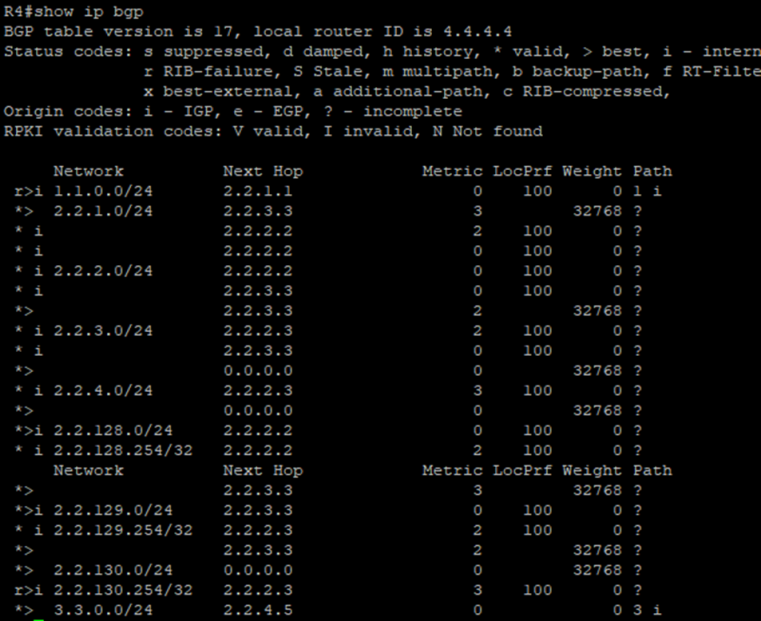 R4#show ip bgp
BGP table version is 17, local router ID is 4.4.4.4
Status codes: s suppressed, d damped, h history, * valid, > best, i - intern
r RIB-failure, S Stale, m multipath, b backup-path, f RT-Filte
x best-external, a additional-path, c RIB-compressed,
Origin codes: i - IGP, e - EGP, ? - incomplete
RPKI validation codes: V valid, I invalid, N Not found
Network Next Hop Metric LocPrf Weight Path
r>i 1.1.0.0/24 2.2.1.1 0 100 0 1 i
*> 2.2.1.0/24 2.2.3.3 3 32768 ?
* i 2.2.2.2 2 100 0 ?
* i 2.2.2.2 0 100 0 ?
* i 2.2.2.0/24 2.2.2.2 0 100 0 ?
* i 2.2.3.3 0 100 0 ?
*> 2.2.3.3 2 32768 ?
* i 2.2.3.0/24 2.2.2.3 2 100 0 ?
* i 2.2.3.3 0 100 0 ?
*> 0.0.0.0 0 32768 ?
* i 2.2.4.0/24 2.2.2.3 3 100 0 ?
*> 0.0.0.0 0 32768 ?
*>i 2.2.128.0/24 2.2.2.2 0 100 0 ?
* i 2.2.128.254/32 2.2.2.2 2 100 0 ?
Network Next Hop Metric LocPrf Weight Path
*> 2.2.3.3 3 32768 ?
*>i 2.2.129.0/24 2.2.3.3 0 100 0 ?
* i 2.2.129.254/32 2.2.2.3 2 100 0 ?
*> 2.2.3.3 2 32768 ?
*> 2.2.130.0/24 0.0.0.0 0 32768 ?
r>i 2.2.130.254/32 2.2.2.3 3 100 0 ?
*> 3.3.0.0/24 2.2.4.5 0 0 3 i